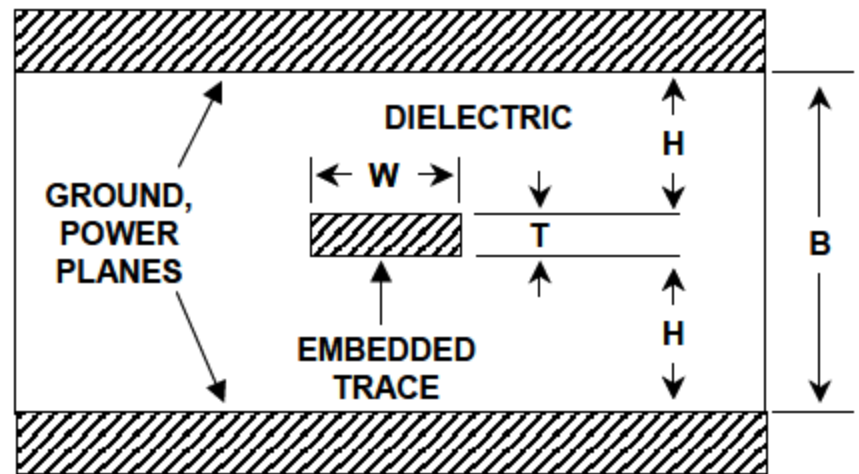 DIELECTRIC
H
W
GROUND,
POWER
PLANES
T
B
H
EMBEDDED
TRACE